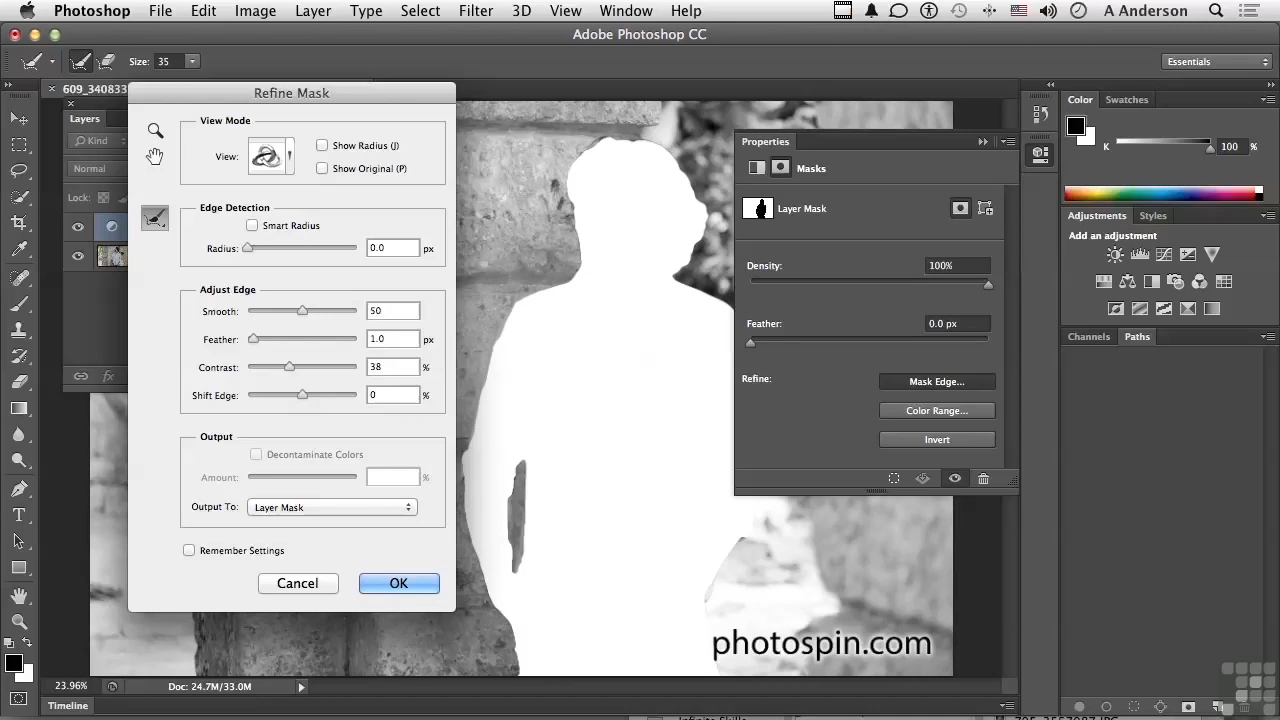 Photoshop File Edit Image Layer Type Select Filter 3D View Window Help A Anderson
Adobe Photoshop CC
Size: 35 Essentials
609_340833
Refine Mask
View Mode
View:
Show Radius (J)
Show Original (P)
Edge Detection
Smart Radius
Radius: 0.0 px
Adjust Edge
Smooth: 50
Feather: 1.0 px
Contrast: 38 %
Shift Edge: 0 %
Output
Decontaminate Colors
Amount: %
Output To: Layer Mask
Remember Settings
Cancel OK
Layers
Kind
Normal
Lock:
fx
Properties
Masks
Layer Mask
Density: 100%
Feather: 0.0 px
Refine: Mask Edge...
Color Range...
Invert
Color Swatches
K 100 %
Adjustments Styles
Add an adjustment
Channels Paths
photospin.com
23.96% Doc: 24.7M/33.0M
Timeline